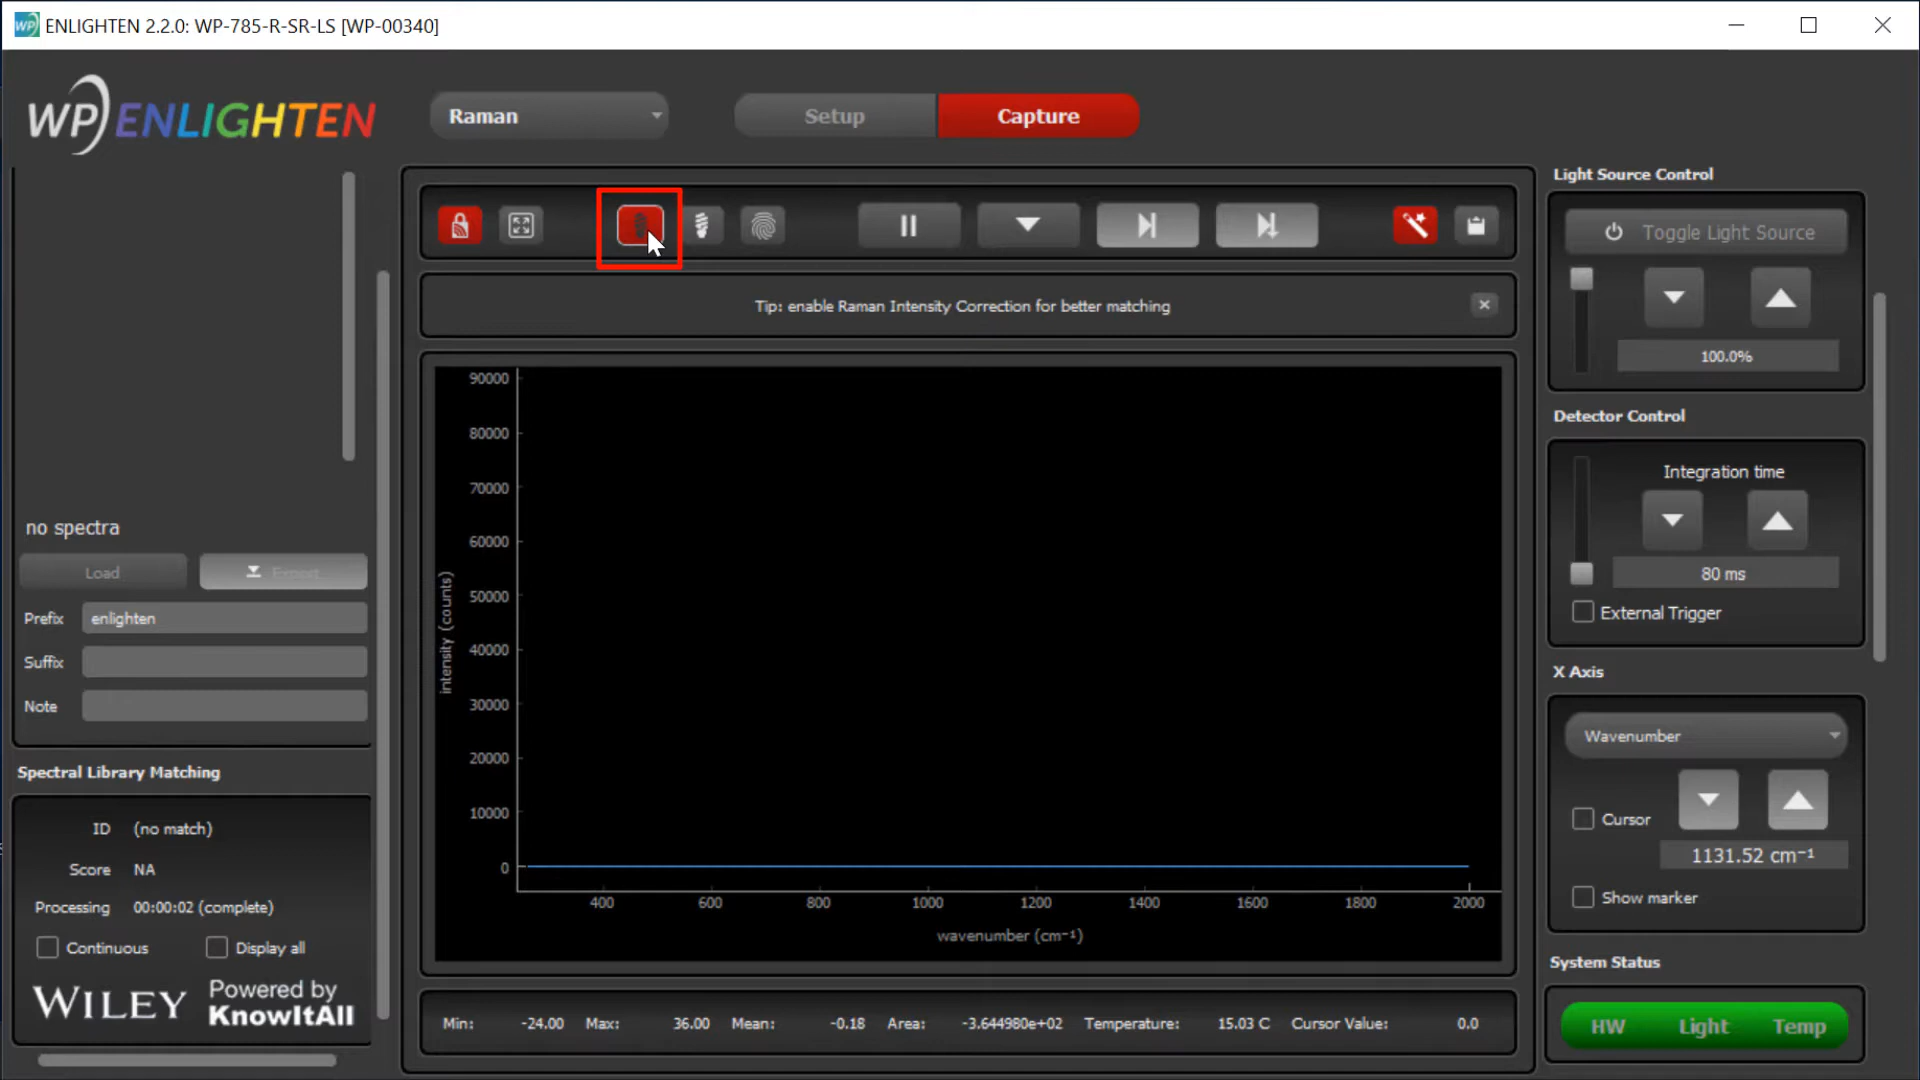 ENLIGHTEN 2.2.0: WP-785-R-SR-LS [WP-00340]
WP ENLIGHTEN
Raman
Setup
Capture
Tip: enable Raman Intensity Correction for better matching
no spectra
Load
Export
Prefix enlighten
Suffix
Note
Spectral Library Matching
ID (no match)
Score NA
Processing 00:00:02 (complete)
Continuous
Display all
WILEY
Powered by
KnowItAll
90000
80000
70000
60000
50000
40000
30000
20000
10000
0
intensity (counts)
400 600 800 1000 1200 1400 1600 1800 2000
wavenumber (cm⁻¹)
Min: -24.00 Max: 36.00 Mean: -0.18 Area: -3.644980e+02 Temperature: 15.03 C Cursor Value: 0.0
Light Source Control
Toggle Light Source
100.0%
Detector Control
Integration time
80 ms
External Trigger
X Axis
Wavenumber
Cursor
1131.52 cm⁻¹
Show marker
System Status
HW Light Temp